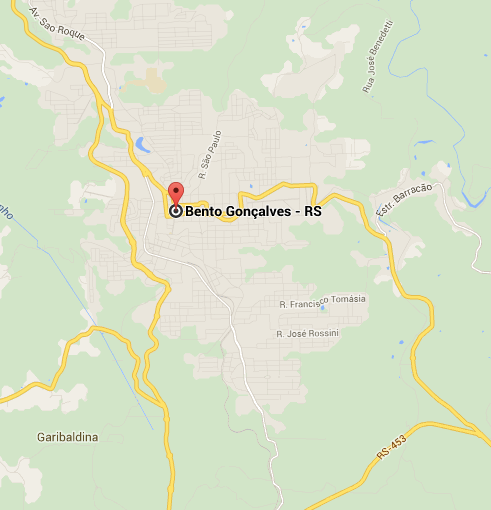 Av. Sao Roque
Rua José Benedetti
R. São Paulo
Estr. Barracão
Bento Gonçalves - RS
R. Francisco Tomásia
R. José Rossini
Garibaldina
RS-453